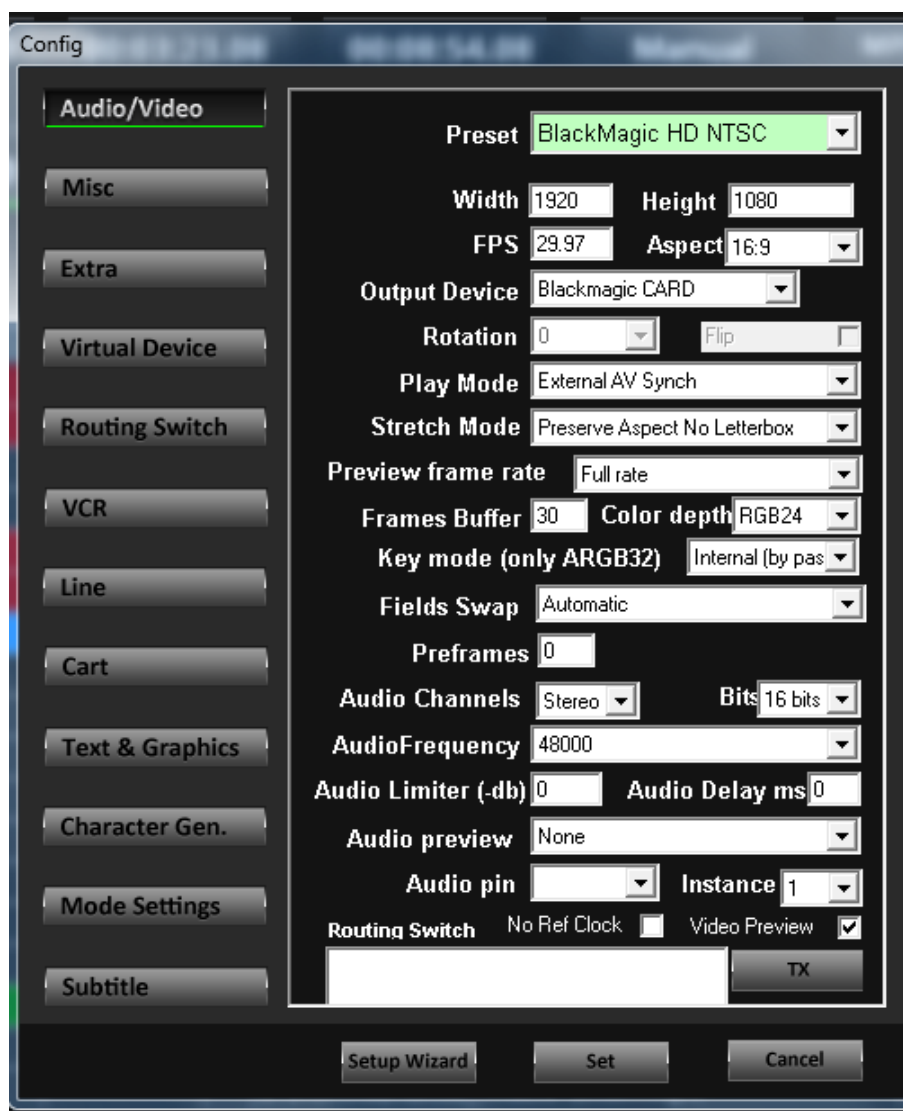 Config
Audio/Video
Misc
Extra
Virtual Device
Routing Switch
VCR
Line
Cart
Text & Graphics
Character Gen.
Mode Settings
Subtitle
Preset BlackMagic HD NTSC
Width 1920 Height 1080
FPS 29.97 Aspect 16:9
Output Device Blackmagic CARD
Rotation 0 Flip
Play Mode External AV Synch
Stretch Mode Preserve Aspect No Letterbox
Preview frame rate Full rate
Frames Buffer 30 Color depth RGB24
Key mode (only ARGB32) Internal (by pas
Fields Swap Automatic
Preframes 0
Audio Channels Stereo Bits 16 bits
AudioFrequency 48000
Audio Limiter (-db) 0 Audio Delay ms 0
Audio preview None
Audio pin Instance 1
Routing Switch No Ref Clock Video Preview
TX
Setup Wizard Set Cancel